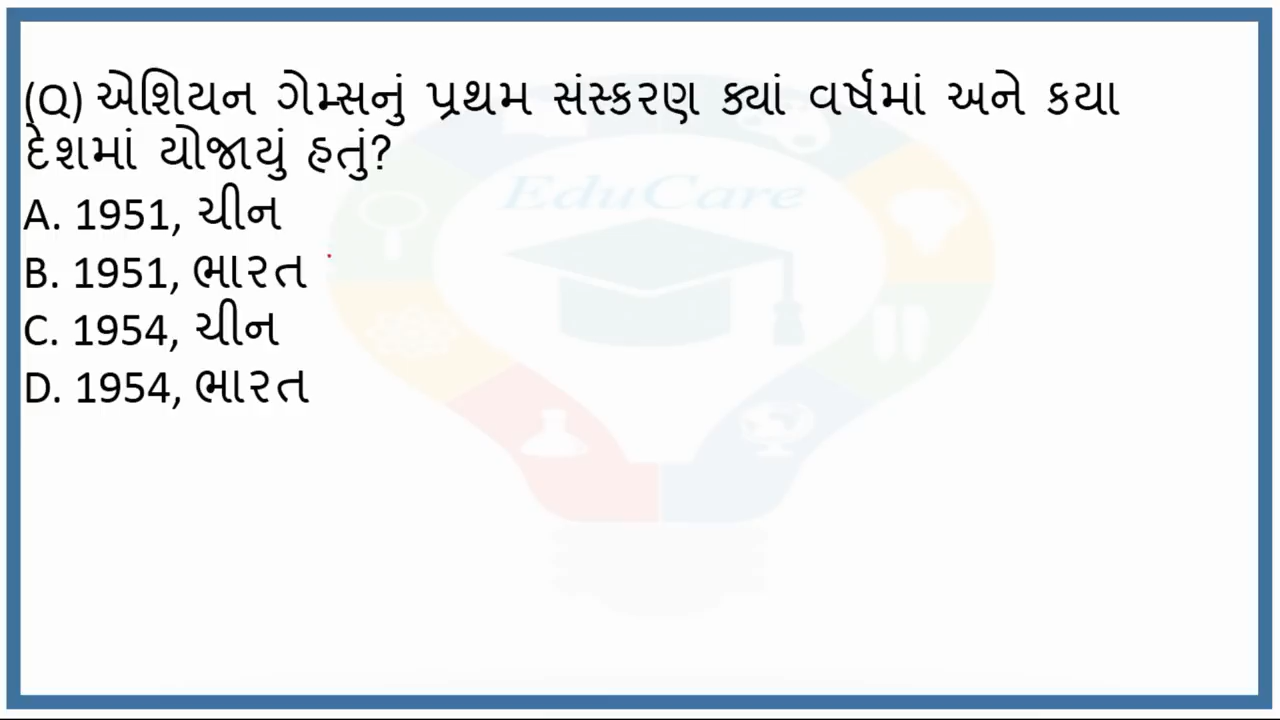 (Q) એશિયન ગેમ્સનું પ્રથમ સંસ્કરણ ક્યાં વર્ષમાં અને કયા
દેશમાં યોજાયું હતું?
EduCare
A. 1951, ચીન
B. 1951, ભારત
C. 1954, ચીન
D. 1954, ભારત